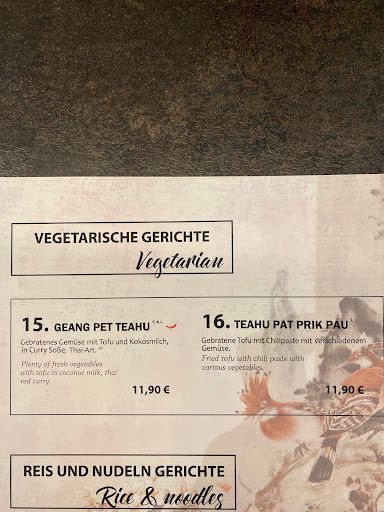 VEGETARISCHE GERICHTE
Vegetarian
15. GEANG PET TEAHU
Gebratenes Gemüse mit Tofu und Kokosmilch,
in Curry Soße, Thai-Art.
Plenty of fresh vegetables
with tofu in coconut milk, thai
red curry.
11,90 €
16. TEAHU PAT PRIK PAU
Gebratene Tofu mit Chilipaste mit verschiedenem
Gemüse.
Fried tofu with chili paste with
various vegetables.
11,90 €
REIS UND NUDELN GERICHTE
Rice & noodles